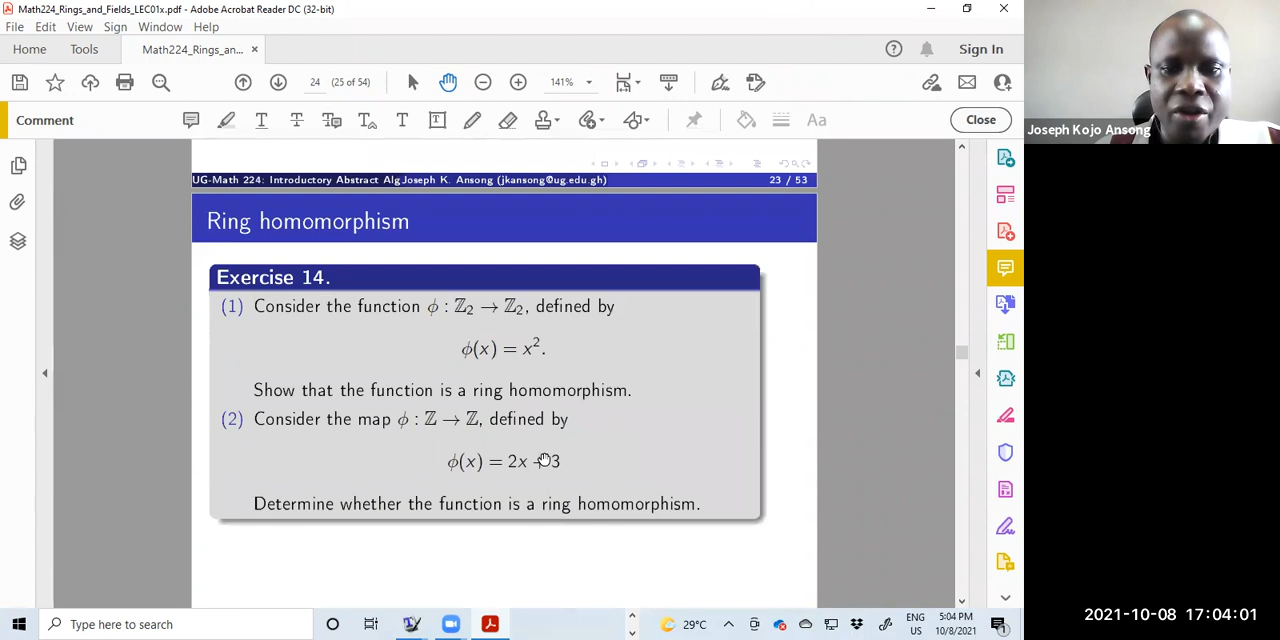 Math224_Rings_and_Fields_LEC01x.pdf - Adobe Acrobat Reader DC (32-bit)
File Edit View Sign Window Help
Home Tools Math224_Rings_an... × Sign In
24 (25 of 54) 141%
Comment Close
Joseph Kojo Ansong
UG-Math 224: Introductory Abstract Alg Joseph K. Ansong (jkansong@ug.edu.gh) 23 / 53
Ring homomorphism
Exercise 14.
(1) Consider the function ϕ : ℤ₂ → ℤ₂, defined by
ϕ(x) = x².
Show that the function is a ring homomorphism.
(2) Consider the map ϕ : ℤ → ℤ, defined by
ϕ(x) = 2x + 3
Determine whether the function is a ring homomorphism.
Type here to search
29°C
ENG
US
5:04 PM
10/8/2021
2021-10-08 17:04:01